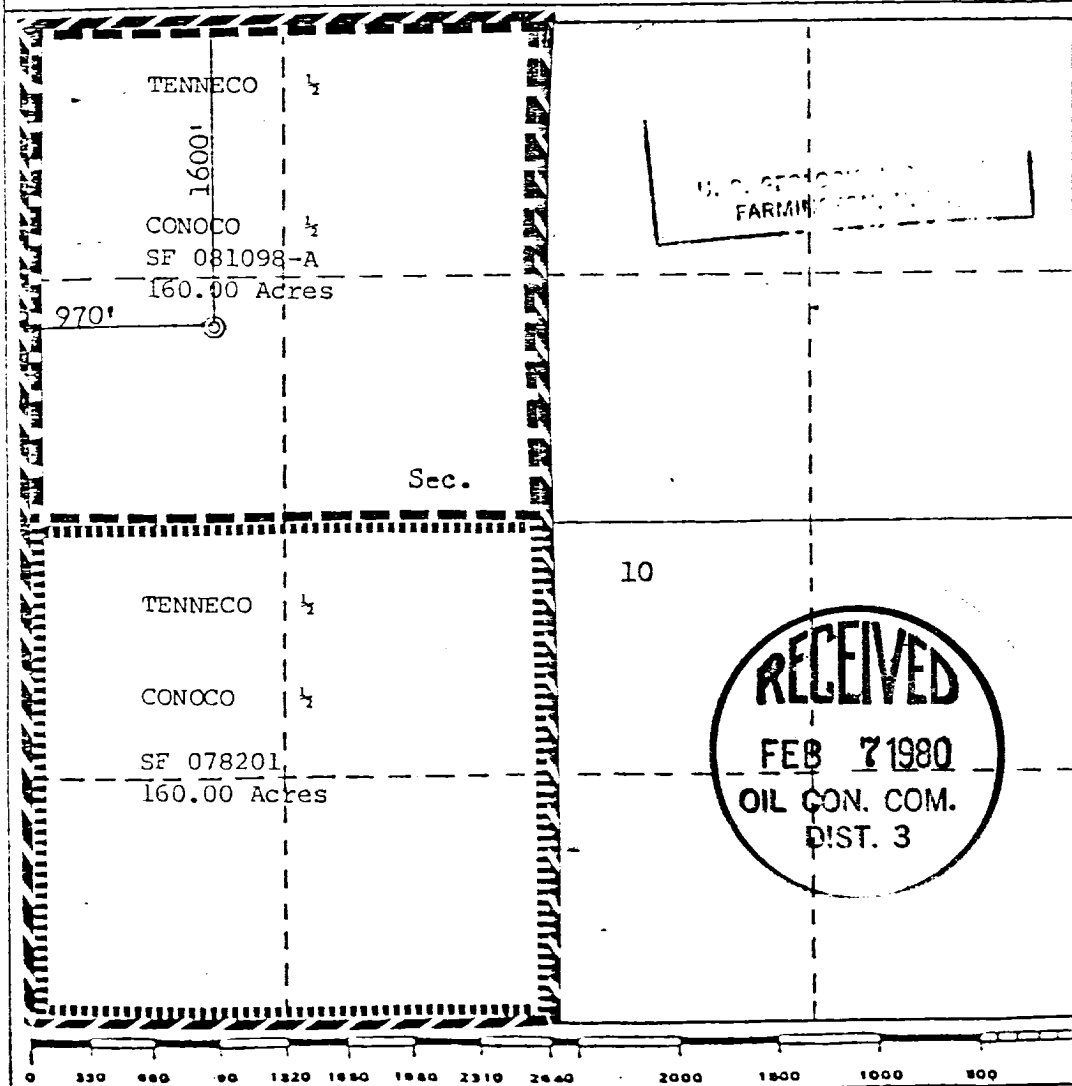 TENNECO ½
1600'
CONOCO ½
SF 081098-A
160.00 Acres
970'
Sec.
10
TENNECO ½
CONOCO ½
SF 078201
160.00 Acres
RECEIVED
FEB 7 1980
OIL CON. COM.
DIST. 3
0 330 660 90 1320 1650 1980 2310 2640 2000 1500 1000 500